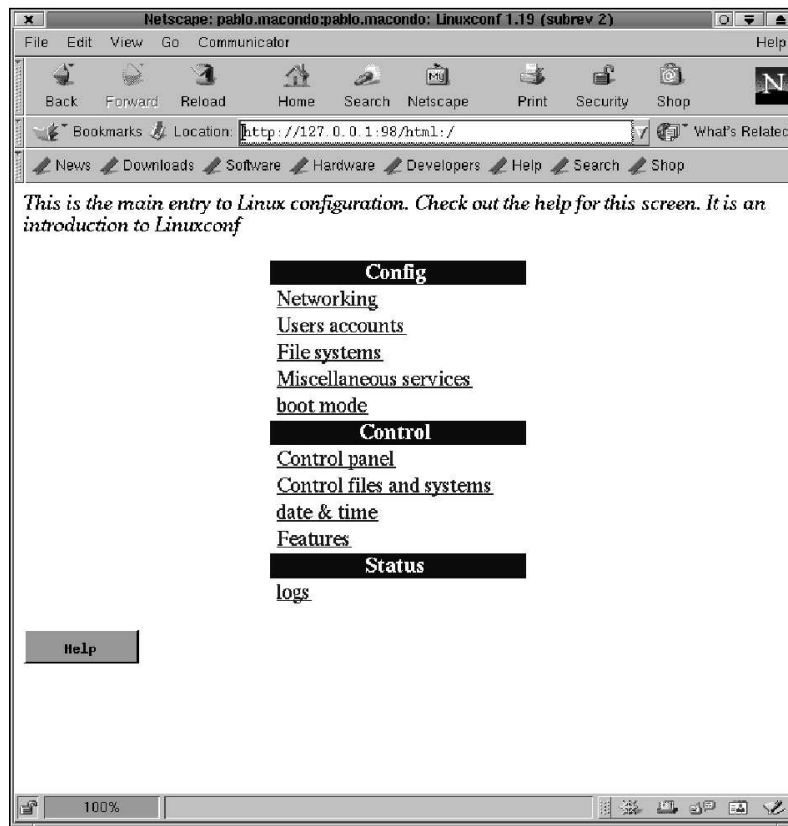 Netscape: pablo.macondo:pablo.macondo: Linuxconf 1.19 (subrev 2)
File Edit View Go Communicator Help
Back Forward Reload Home Search Netscape Print Security Shop
My
N
Bookmarks Location: http://127.0.0.1:98/html:/ What's Related
News Downloads Software Hardware Developers Help Search Shop
This is the main entry to Linux configuration. Check out the help for this screen. It is an
introduction to Linuxconf
Config
Networking
Users accounts
File systems
Miscellaneous services
boot mode
Control
Control panel
Control files and systems
date & time
Features
Status
logs
Help
100%